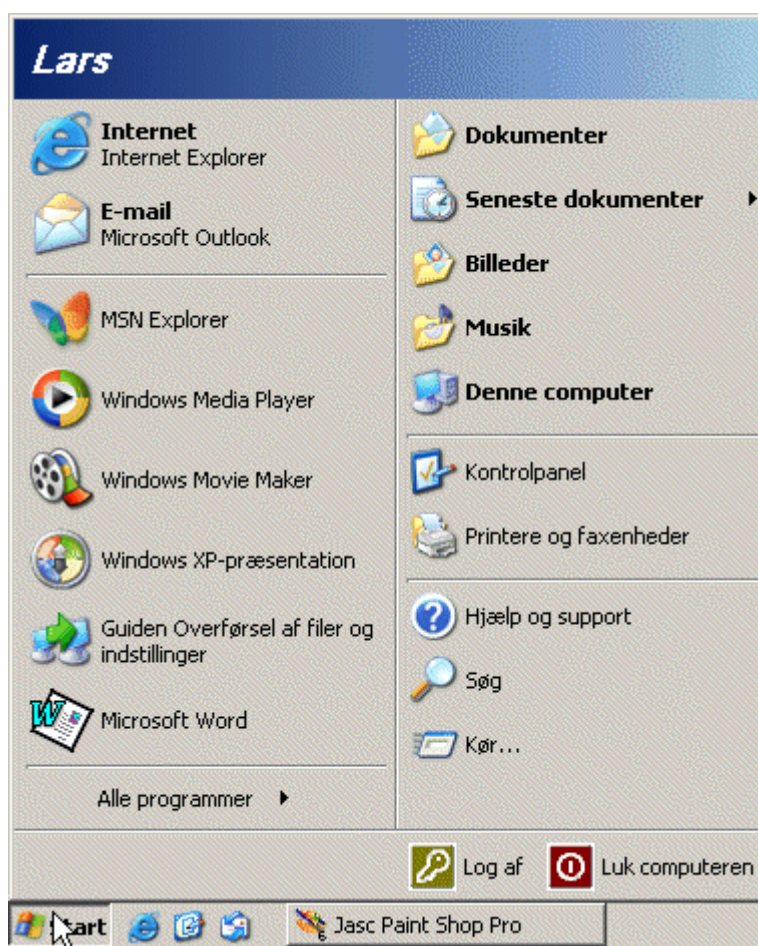 Lars
Internet
Internet Explorer
E-mail
Microsoft Outlook
MSN Explorer
Windows Media Player
Windows Movie Maker
Windows XP-præsentation
Guiden Overførsel af filer og
indstillinger
Microsoft Word
Alle programmer
Dokumenter
Seneste dokumenter
Billeder
Musik
Denne computer
Kontrolpanel
Printere og faxenheder
Hjælp og support
Søg
Kør...
Log af
Luk computeren
Start
Jasc Paint Shop Pro